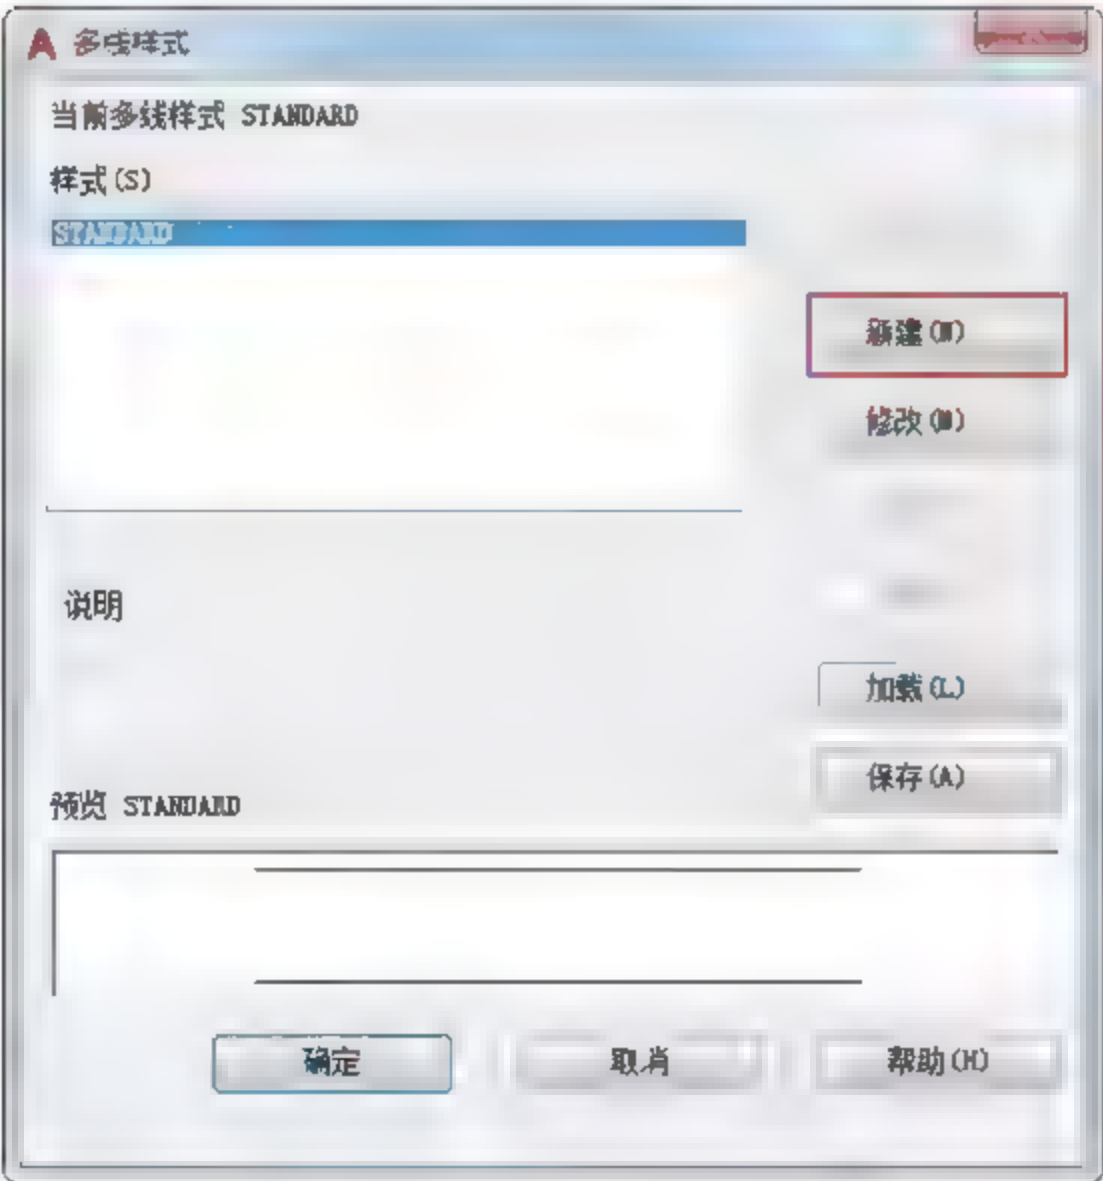 A 多线样式
当前多线样式 STANDARD
样式(S)
STANDARD
新建(N)
修改(M)
说明
加载(L)
保存(A)
预览 STANDARD
确定
取消
帮助(H)